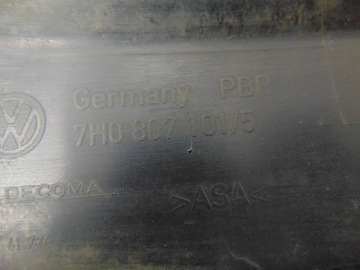 Germany PBP
7H0 807 101/5
DECOMA >ASA<